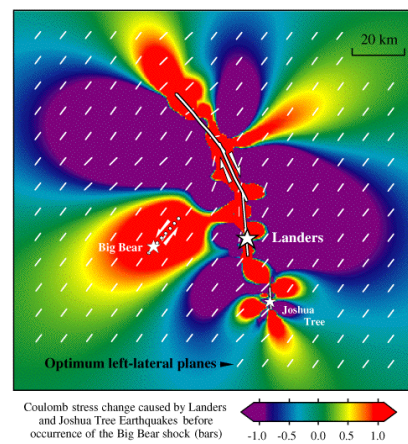 20 km
Landers
Big Bear
Joshua
Tree
Optimum left-lateral planes
Coulomb stress change caused by Landers
and Joshua Tree Earthquakes before
occurrence of the Big Bear shock (bars)
-1.0 -0.5 0.0 0.5 1.0